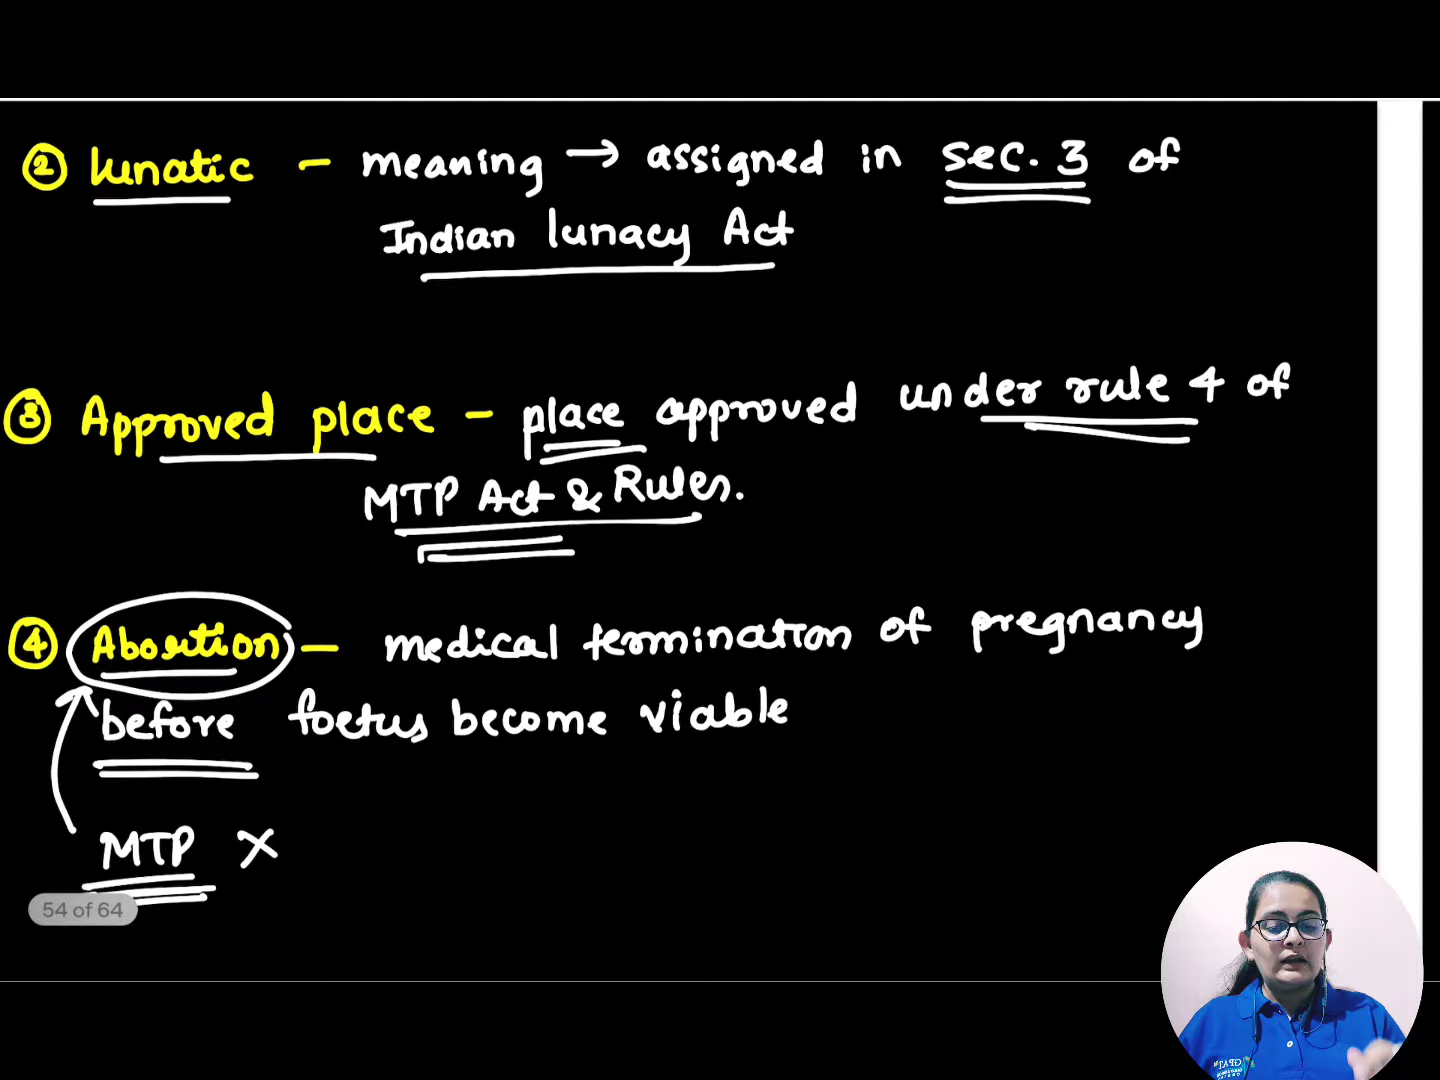 ② Lunatic – meaning → assigned in sec. 3 of
Indian lunacy Act
③ Approved place – place approved under rule 4 of
MTP Act & Rules.
④ Abortion – medical termination of pregnancy
before foetus become viable
MTP X
54 of 64
GPAT